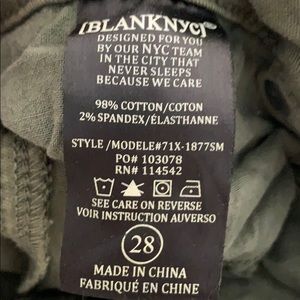 [BLANKNYC]®
DESIGNED FOR YOU
BY OUR NYC TEAM
IN THE CITY THAT
NEVER SLEEPS
BECAUSE WE CARE
98% COTTON/COTON
2% SPANDEX/ÉLASTHANNE
STYLE / MODELE#71X-1877SM
PO# 103078
RN# 114542
SEE CARE ON REVERSE
VOIR INSTRUCTION AUVERSO
28
MADE IN CHINA
FABRIQUÉ EN CHINE